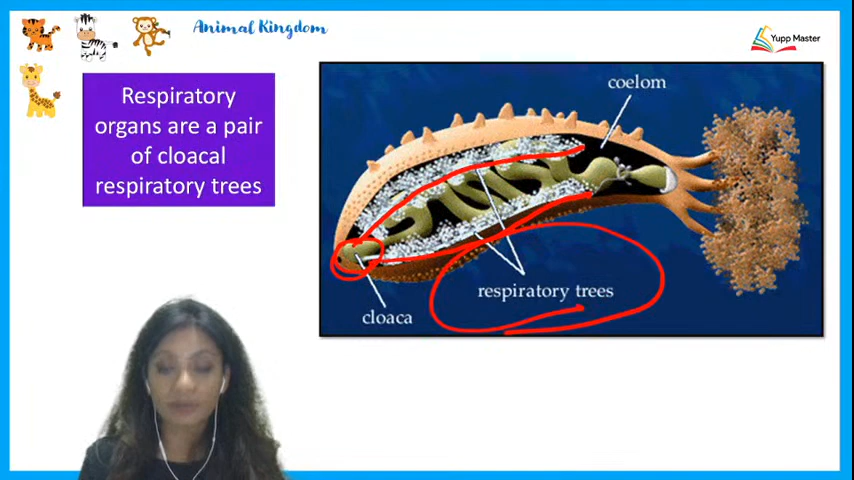 Animal Kingdom
Yupp Master
Respiratory
organs are a pair
of cloacal
respiratory trees
coelom
respiratory trees
cloaca